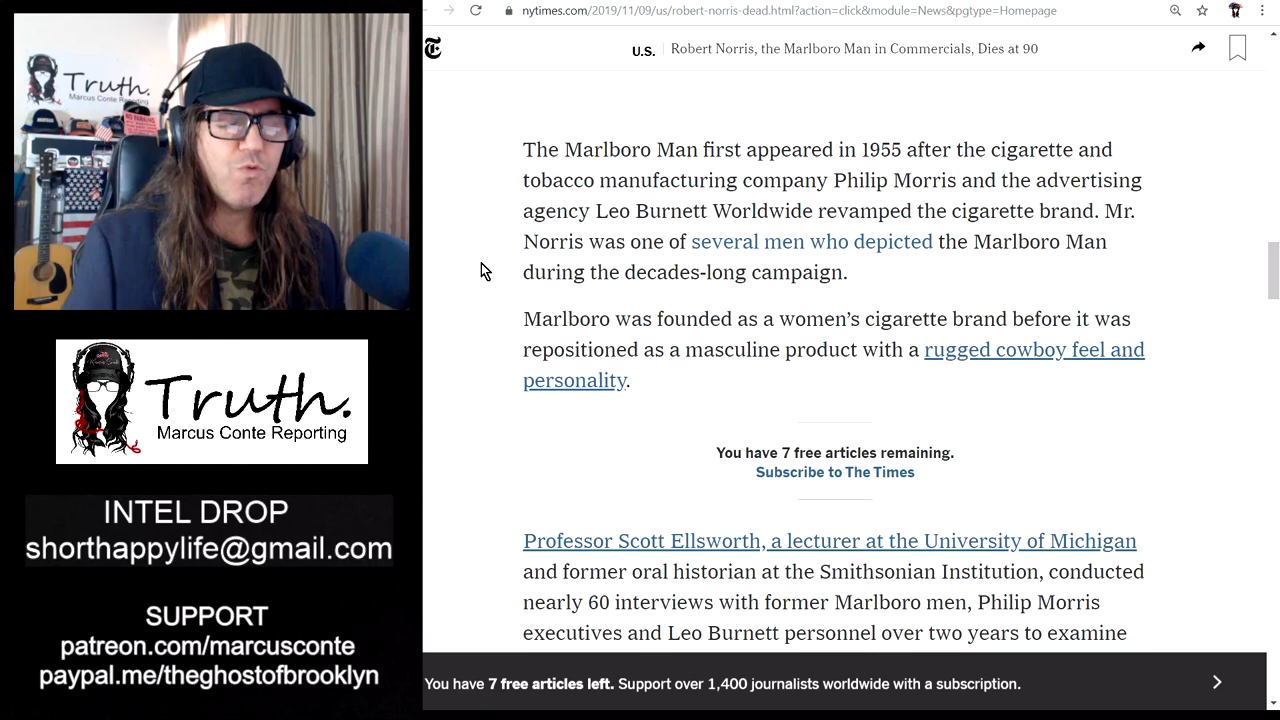 Truth.
Marcus Conte Reporting
NO PARKING
Truth.
Marcus Conte Reporting
INTEL DROP
shorthappylife@gmail.com
SUPPORT
patreon.com/marcusconte
paypal.me/theghostofbrooklyn
nytimes.com/2019/11/09/us/robert-norris-dead.html?action=click&module=News&pgtype=Homepage
U.S. | Robert Norris, the Marlboro Man in Commercials, Dies at 90
The Marlboro Man first appeared in 1955 after the cigarette and
tobacco manufacturing company Philip Morris and the advertising
agency Leo Burnett Worldwide revamped the cigarette brand. Mr.
Norris was one of several men who depicted the Marlboro Man
during the decades-long campaign.
Marlboro was founded as a women’s cigarette brand before it was
repositioned as a masculine product with a rugged cowboy feel and
personality.
You have 7 free articles remaining.
Subscribe to The Times
Professor Scott Ellsworth, a lecturer at the University of Michigan
and former oral historian at the Smithsonian Institution, conducted
nearly 60 interviews with former Marlboro men, Philip Morris
executives and Leo Burnett personnel over two years to examine
You have 7 free articles left. Support over 1,400 journalists worldwide with a subscription.